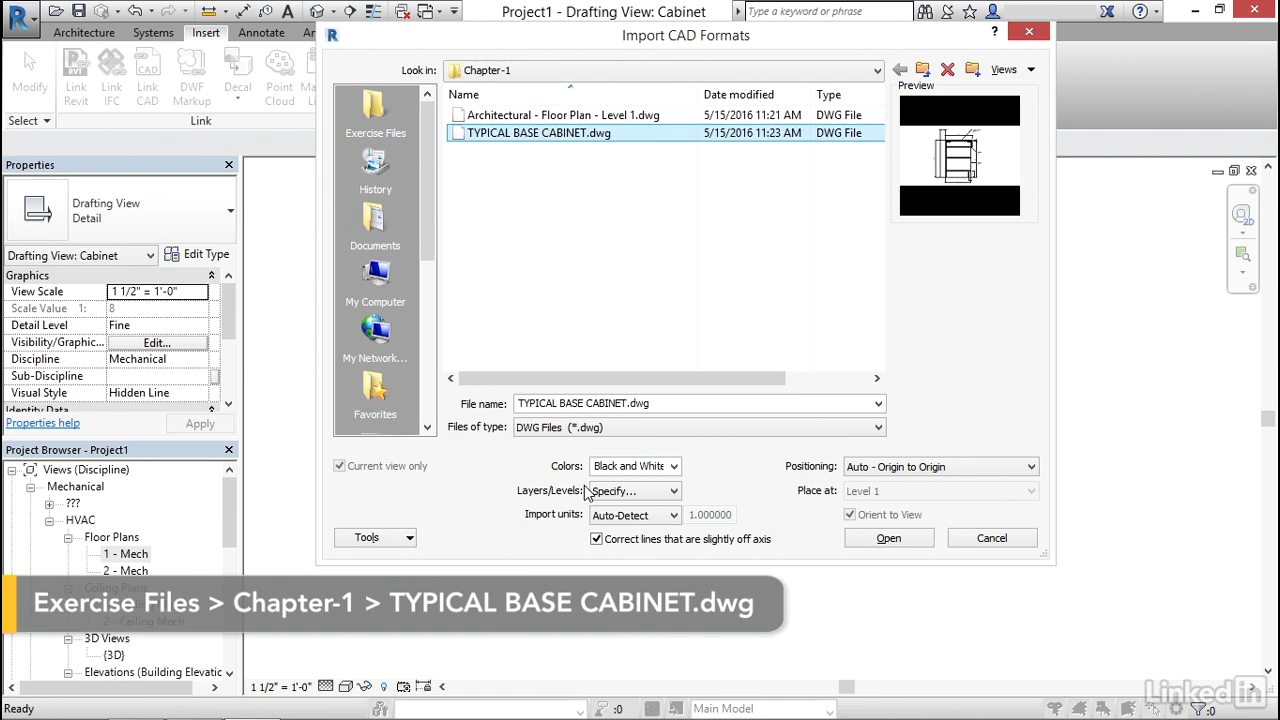 Project1 - Drafting View: Cabinet
Type a keyword or phrase
Architecture
Systems
Insert
Annotate
Modify
Link
Revit
Link
IFC
Link
CAD
DWF
Markup
Decal
Point
Cloud
Select
Link
Properties
Drafting View
Detail
Drafting View: Cabinet
Edit Type
Graphics
View Scale
1 1/2" = 1'-0"
Scale Value 1:
8
Detail Level
Fine
Visibility/Graphic...
Edit...
Discipline
Mechanical
Sub-Discipline
Visual Style
Hidden Line
Identity Data
Properties help
Apply
Project Browser - Project1
Views (Discipline)
Mechanical
???
HVAC
Floor Plans
1 - Mech
2 - Mech
Ceiling Plans
2 - Ceiling Mech
3D Views
{3D}
Elevations (Building Elevatic
Import CAD Formats
Look in:
Chapter-1
Views
Name
Date modified
Type
Architectural - Floor Plan - Level 1.dwg
5/15/2016 11:21 AM
DWG File
TYPICAL BASE CABINET.dwg
5/15/2016 11:23 AM
DWG File
Preview
Exercise Files
History
Documents
My Computer
My Network...
Favorites
File name:
TYPICAL BASE CABINET.dwg
Files of type:
DWG Files (*.dwg)
Current view only
Colors:
Black and White
Layers/Levels:
Specify...
Import units:
Auto-Detect
1.000000
Correct lines that are slightly off axis
Positioning:
Auto - Origin to Origin
Place at:
Level 1
Orient to View
Tools
Open
Cancel
Exercise Files > Chapter-1 > TYPICAL BASE CABINET.dwg
1 1/2" = 1'-0"
Ready
:0
Main Model
:0
LinkedIn